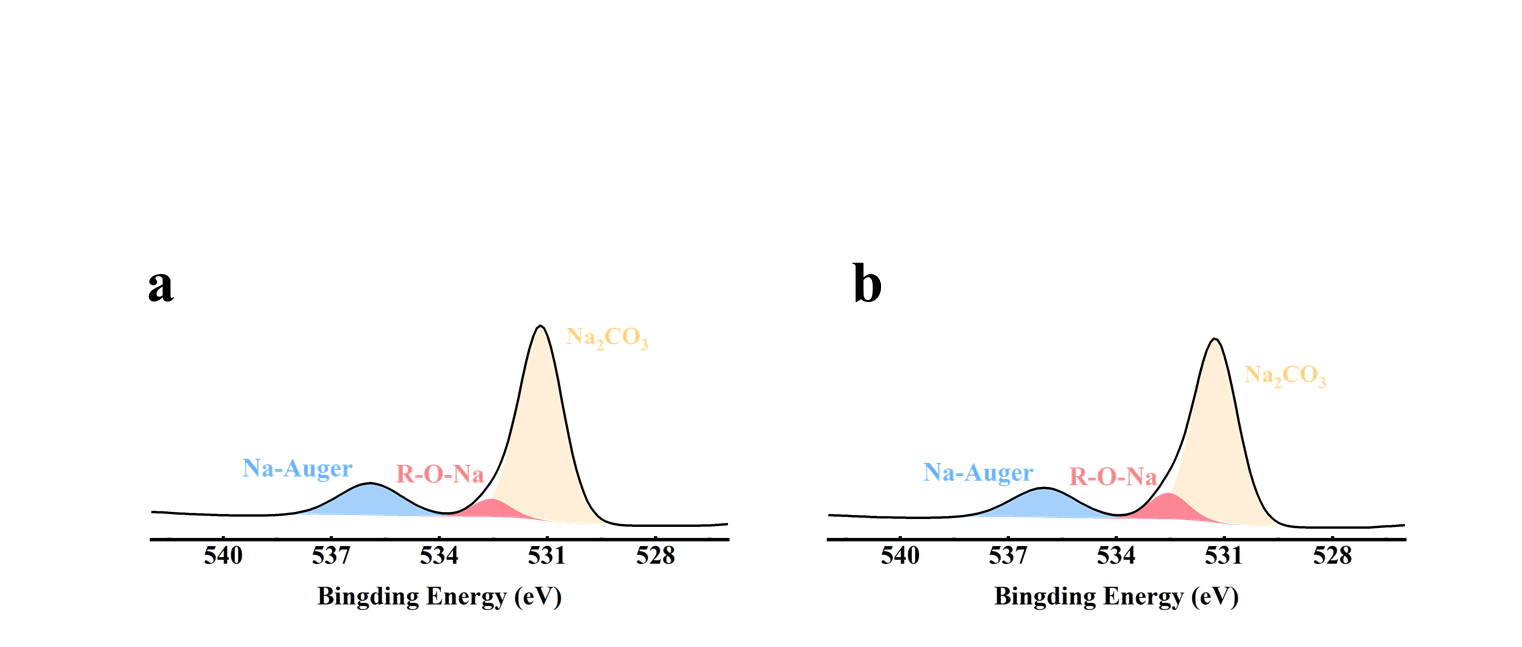 a
b
Na₂CO₃
Na₂CO₃
Na-Auger
R-O-Na
Na-Auger
R-O-Na
540 537 534 531 528
540 537 534 531 528
Bingding Energy (eV)
Bingding Energy (eV)